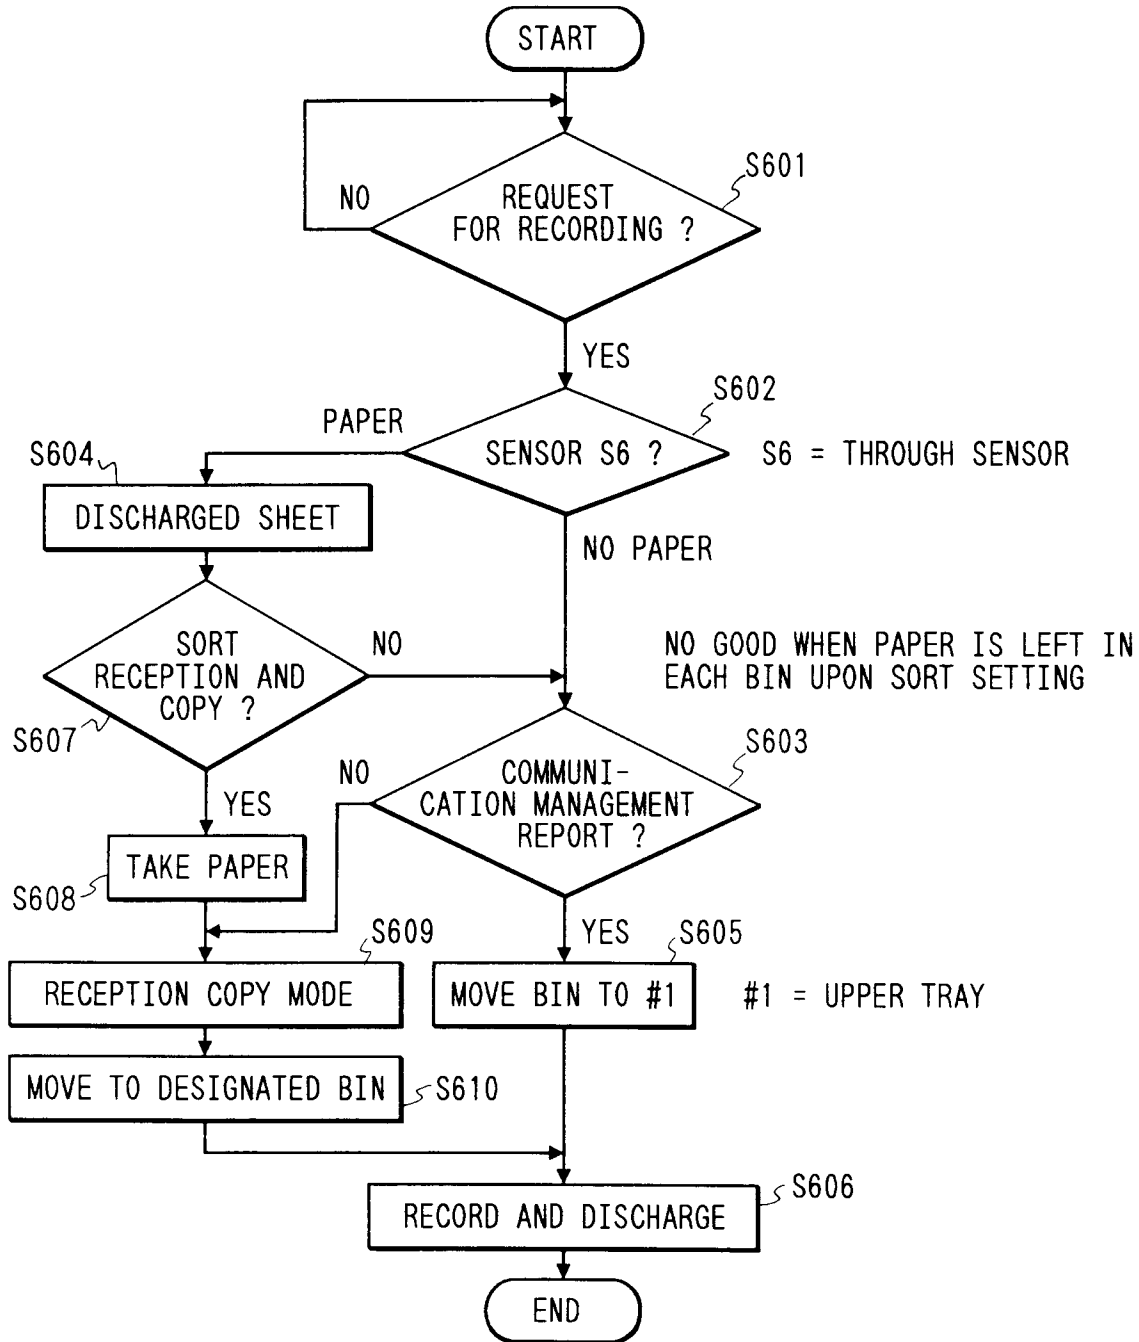 START
S601
NO
REQUEST
FOR RECORDING ?
YES
S602
PAPER
SENSOR S6 ?
S6 = THROUGH SENSOR
S604
DISCHARGED SHEET
NO PAPER
SORT
RECEPTION AND
COPY ?
NO
NO GOOD WHEN PAPER IS LEFT IN
EACH BIN UPON SORT SETTING
S607
S603
NO
COMMUNI-
CATION MANAGEMENT
REPORT ?
YES
TAKE PAPER
S608
YES
S609
S605
RECEPTION COPY MODE
MOVE BIN TO #1
#1 = UPPER TRAY
MOVE TO DESIGNATED BIN
S610
S606
RECORD AND DISCHARGE
END